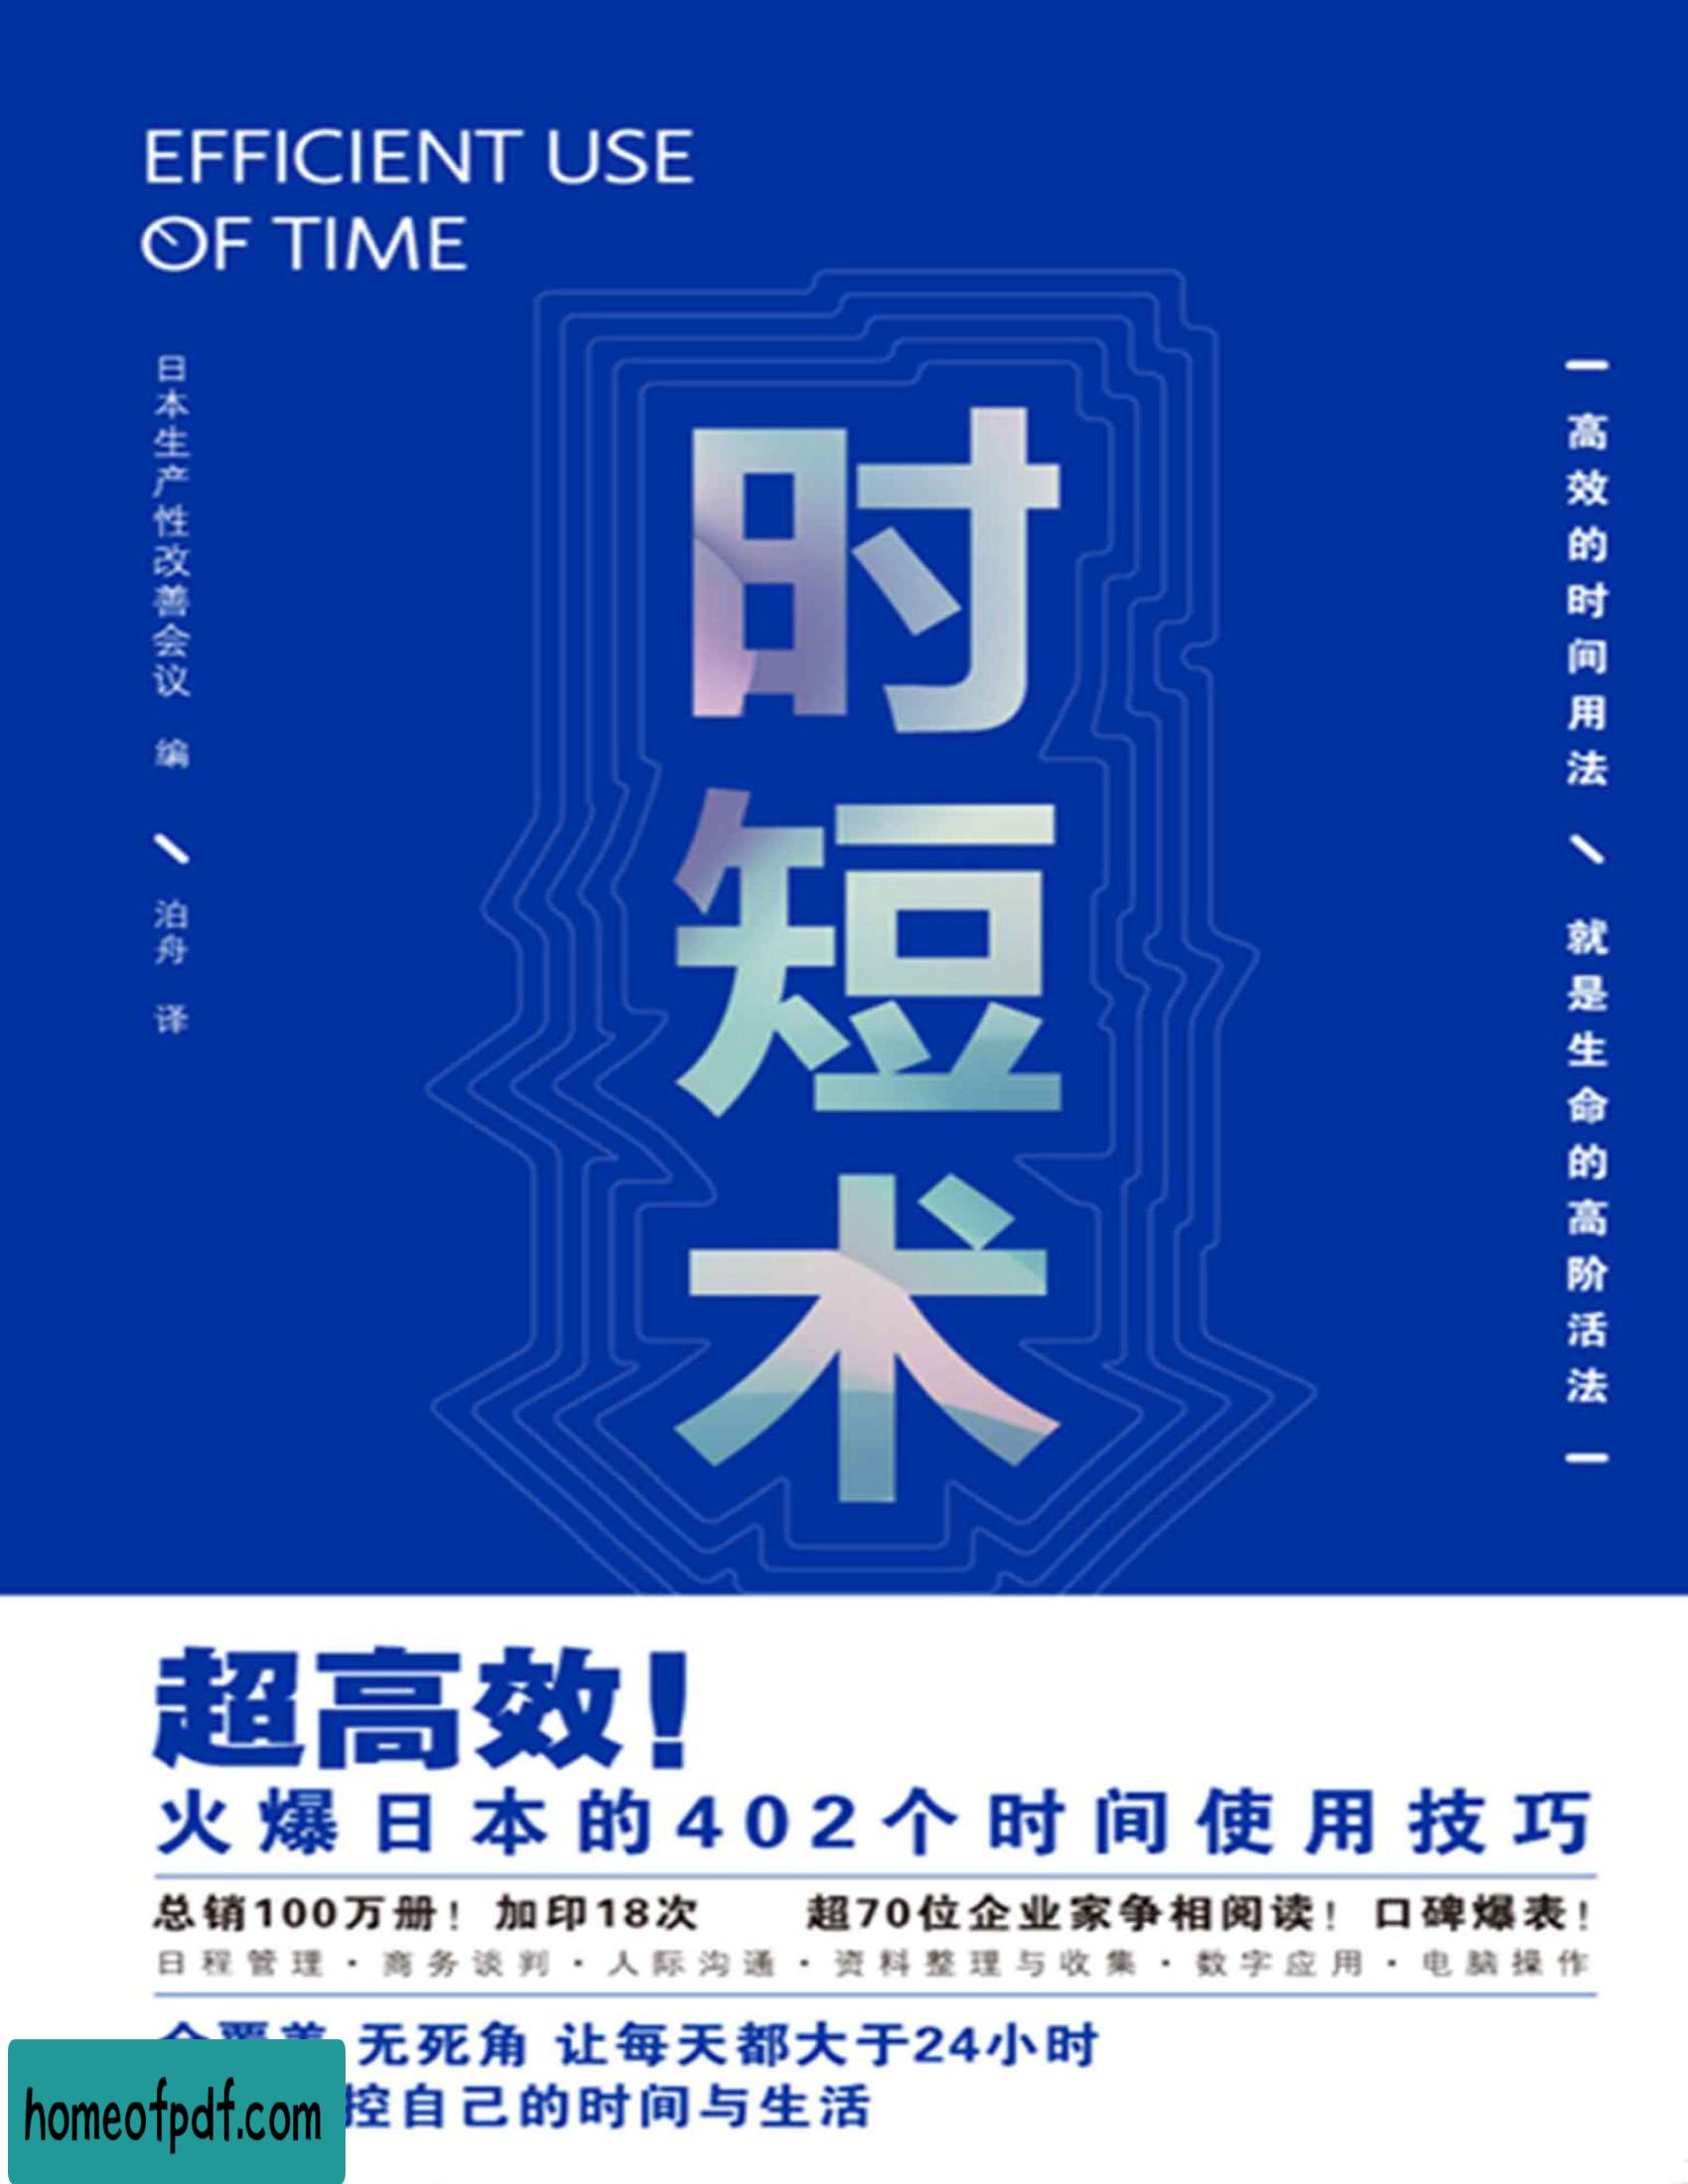 EFFICIENT USE
OF TIME
日本生产性改善会议 编
泊舟 译
时短术
高效的时间用法
就是生命的高阶活法
超高效!
火爆日本的402个时间使用技巧
总销100万册! 加印18次 超70位企业家争相阅读! 口碑爆表!
日程管理·商务谈判·人际沟通·资料整理与收集·数字应用·电脑操作
无死角 让每天都大于24小时
控自己的时间与生活
homeofpdf.com